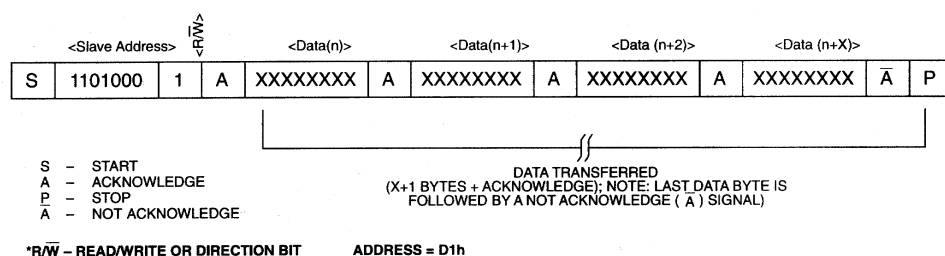 <Slave Address> <R/W̅> <Data(n)> <Data(n+1)> <Data (n+2)> <Data (n+X)>
S 1101000 1 A XXXXXXXX A XXXXXXXX A XXXXXXXX A XXXXXXXX A̅ P
S – START
A – ACKNOWLEDGE
P – STOP
A̅ – NOT ACKNOWLEDGE
DATA TRANSFERRED
(X+1 BYTES + ACKNOWLEDGE); NOTE: LAST DATA BYTE IS
FOLLOWED BY A NOT ACKNOWLEDGE ( A̅ ) SIGNAL)
*R/W̅ – READ/WRITE OR DIRECTION BIT ADDRESS = D1h